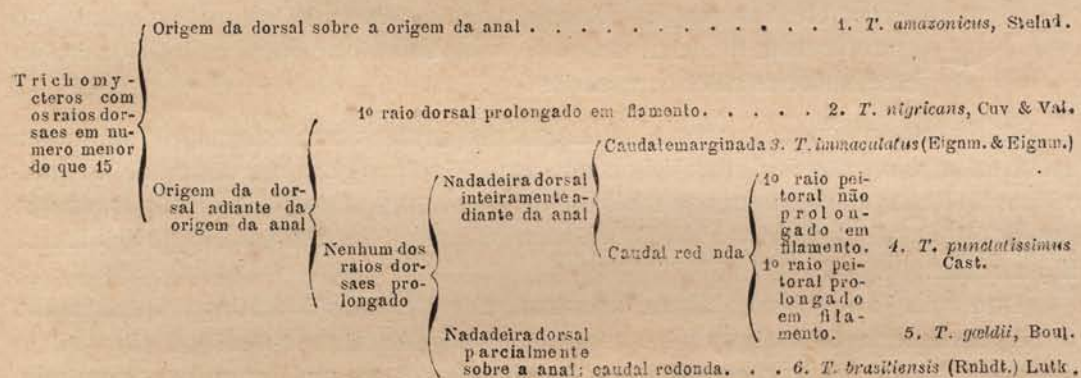 Origem da dorsal sobre a origem da anal . . . . . . . . . . . . . 1. T. amazonicus, Steind.
Trichomy-
cteros com
os raios dor-
saes em nu-
mero menor
do que 15
1º raio dorsal prolongado em filamento. . . . . . 2. T. nigricans, Cuv & Val.
Origem da dor-
sal adiante da
origem da anal
Nenhum dos
raios dor-
saes pro-
longado
Nadadeira dorsal
inteiramente a-
diante da anal
Caudal emarginada 3. T. immaculatus (Eignm. & Eignm.)
Caudal red nda
1º raio pei-
toral não
prolon-
gado em
filamento. 4. T. punctatissimus
Cast.
1º raio pei-
toral pro-
longado
em fila-
mento. 5. T. gœldii, Boul.
Nadadeira dorsal
parcialmente
sobre a anal; caudal redonda. . . 6. T. brasiliensis (Rnhdt.) Lutk.